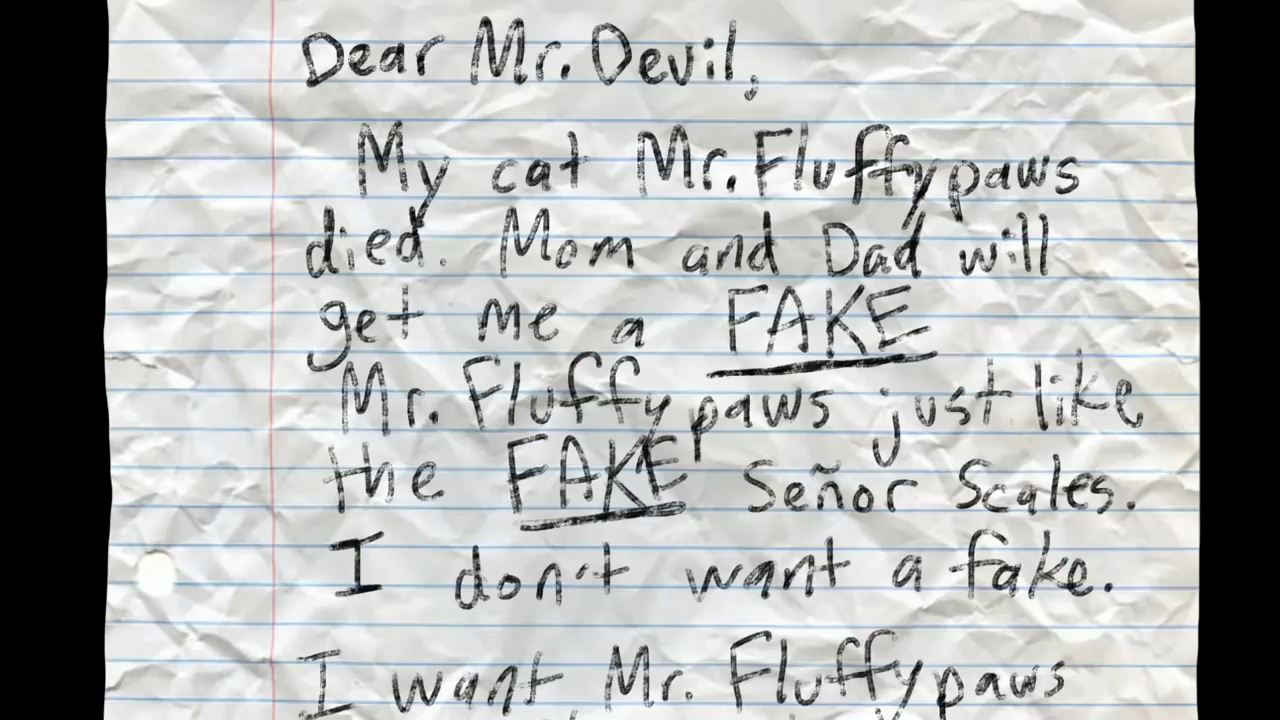 Dear Mr. Devil,
My cat Mr. Fluffypaws
died. Mom and Dad will
get me a FAKE
Mr. Fluffypaws just like
the FAKE Señor Scales.
I don't want a fake.
I want Mr. Fluffypaws